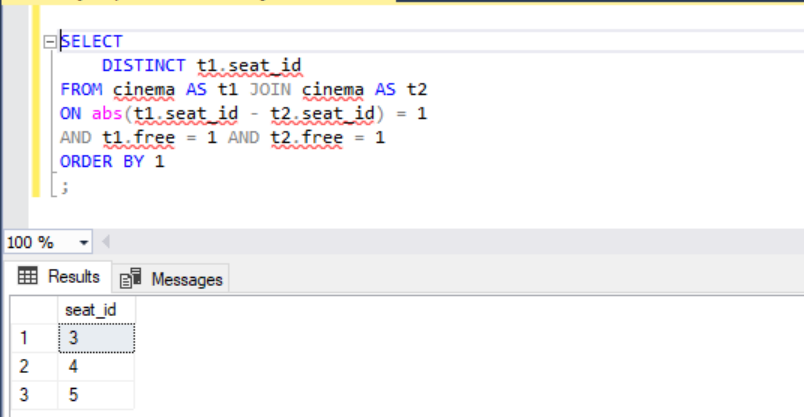 SELECT
DISTINCT t1.seat_id
FROM cinema AS t1 JOIN cinema AS t2
ON abs(t1.seat_id - t2.seat_id) = 1
AND t1.free = 1 AND t2.free = 1
ORDER BY 1
;
100 %
Results Messages
seat_id
1 3
2 4
3 5